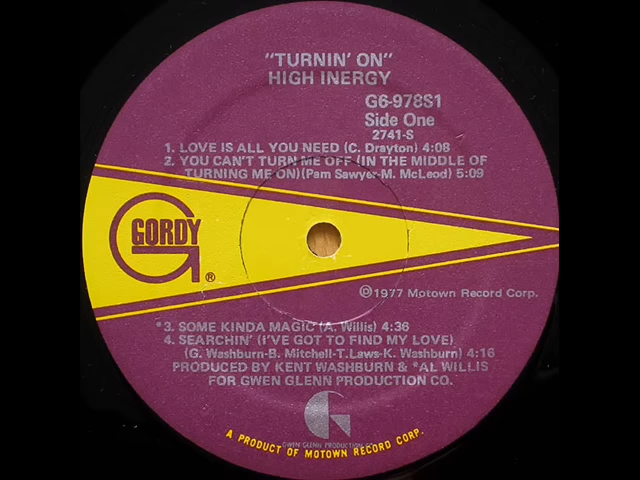 "TURNIN' ON"
HIGH INERGY
G6-978S1
Side One
2741-S
1. LOVE IS ALL YOU NEED (C. Drayton) 4:08
2. YOU CAN'T TURN ME OFF (IN THE MIDDLE OF
TURNING ME ON)(Pam Sawyer-M. McLeod) 5:09
GORDY
®
℗1977 Motown Record Corp.
*3. SOME KINDA MAGIC (A. Willis) 4:36
4. SEARCHIN' (I'VE GOT TO FIND MY LOVE)
(G. Washburn-B. Mitchell-T.Laws-K. Washburn) 4:16
PRODUCED BY KENT WASHBURN & *AL WILLIS
FOR GWEN GLENN PRODUCTION CO.
GWEN GLENN PRODUCTION CO.
A PRODUCT OF MOTOWN RECORD CORP.